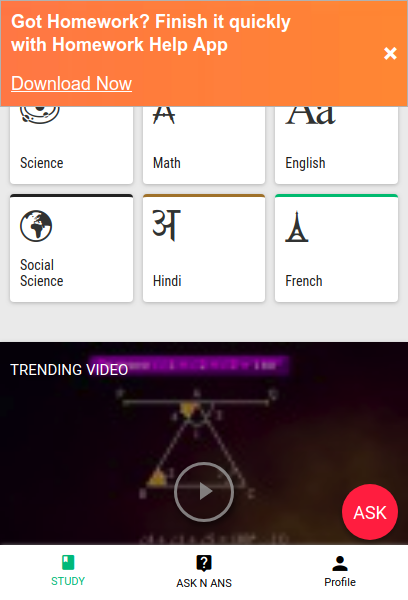 Got Homework? Finish it quickly
with Homework Help App
×
Download Now
Aa
Science
Math
English
अ
Social
Science
Hindi
French
TRENDING VIDEO
ASK
STUDY
ASK N ANS
Profile